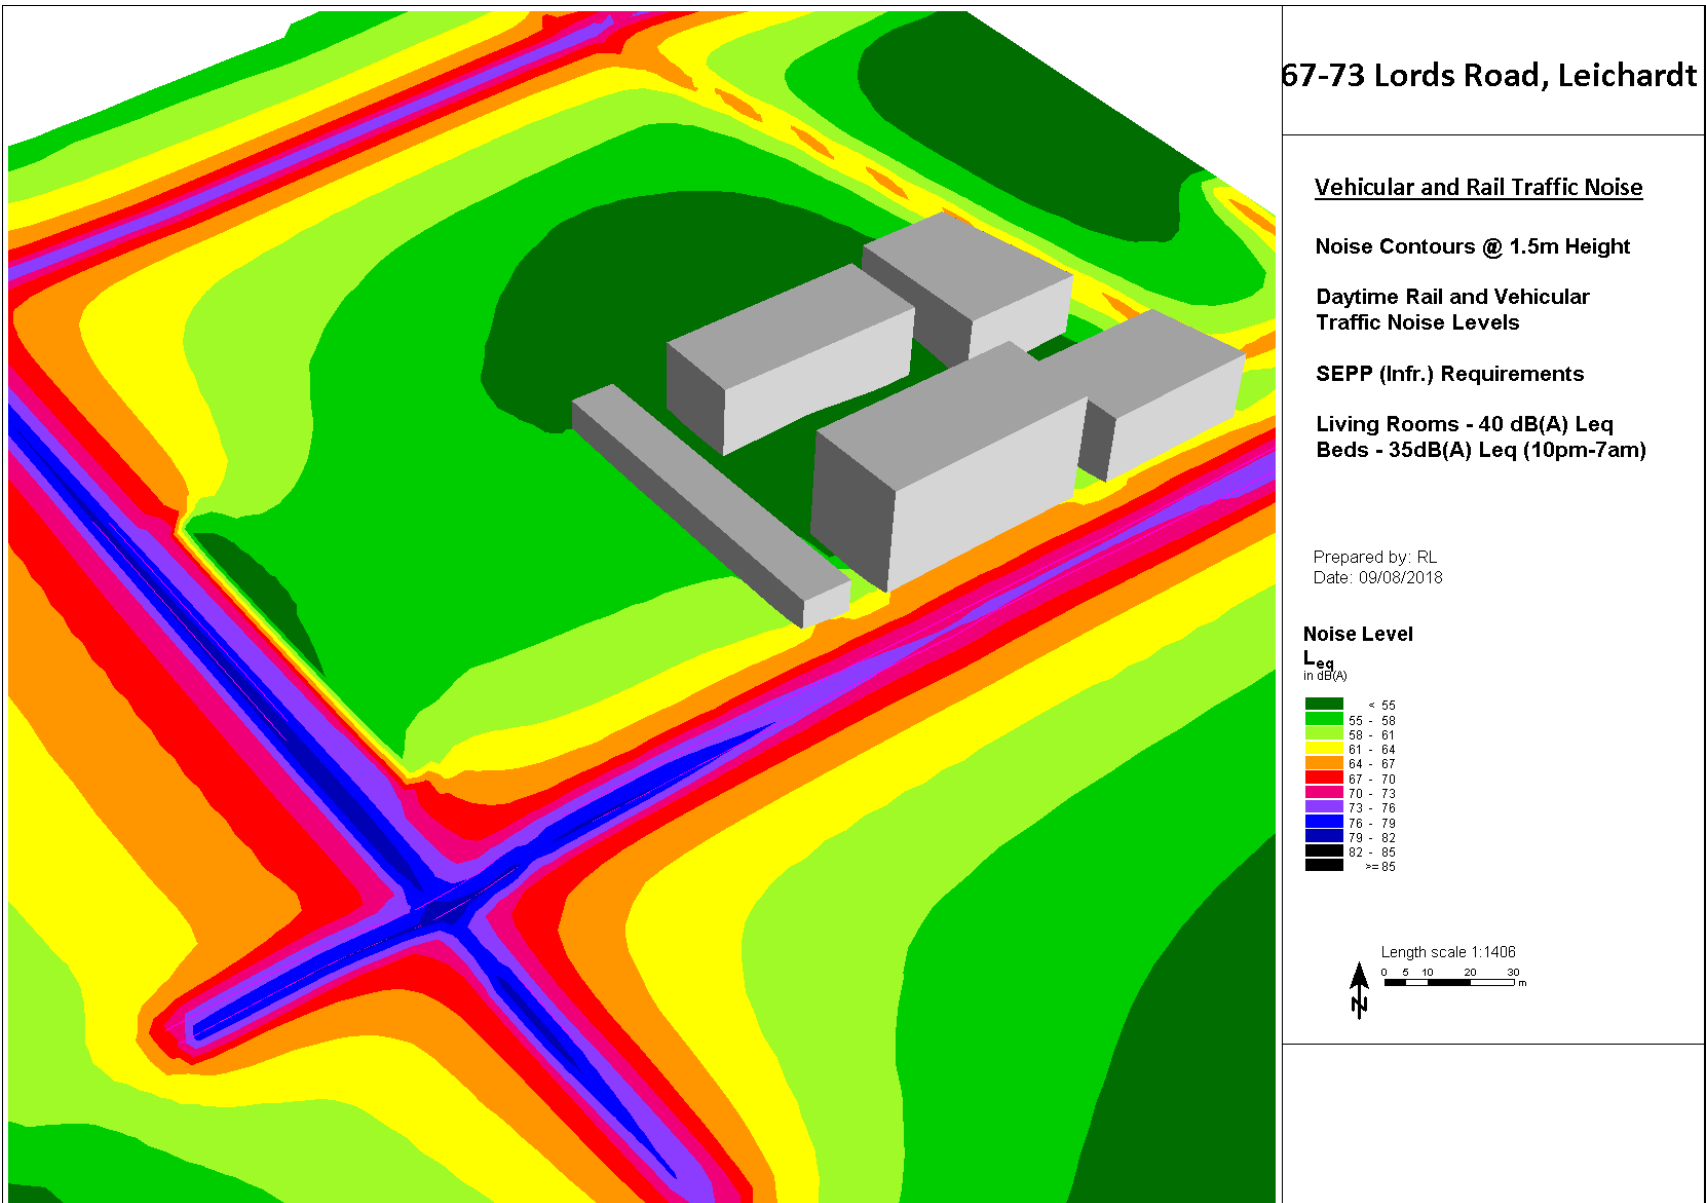 67-73 Lords Road, Leichardt
Vehicular and Rail Traffic Noise
Noise Contours @ 1.5m Height
Daytime Rail and Vehicular
Traffic Noise Levels
SEPP (Infr.) Requirements
Living Rooms - 40 dB(A) Leq
Beds - 35dB(A) Leq (10pm-7am)
Prepared by: RL
Date: 09/08/2018
Noise Level
Leq
in dB(A)
< 55
55 - 58
58 - 61
61 - 64
64 - 67
67 - 70
70 - 73
73 - 76
76 - 79
79 - 82
82 - 85
>= 85
Length scale 1:1406
0 5 10 20 30
m
N